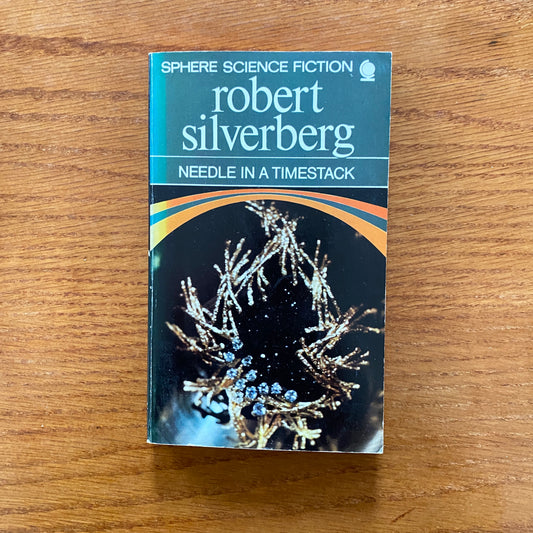 SPHERE SCIENCE FICTION
robert
silverberg
NEEDLE IN A TIMESTACK